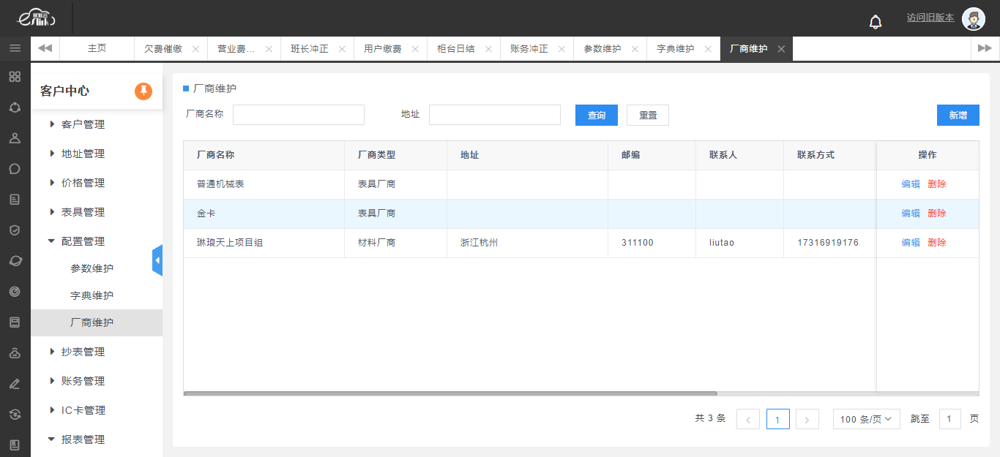 访问旧版本
主页 欠费催缴 营业费... 班长冲正 用户缴费 柜台日结 账务冲正 参数维护 字典维护 厂商维护
客户中心
客户管理
地址管理
价格管理
表具管理
配置管理
参数维护
字典维护
厂商维护
抄表管理
账务管理
IC卡管理
报表管理
厂商维护
厂商名称 地址 查询 重置 新增
厂商名称 厂商类型 地址 邮编 联系人 联系方式 操作
普通机械表 表具厂商 编辑 删除
金卡 表具厂商 编辑 删除
琳琅天上项目组 材料厂商 浙江杭州 311100 liutao 17316919176 编辑 删除
共 3 条 1 100 条/页 跳至 1 页